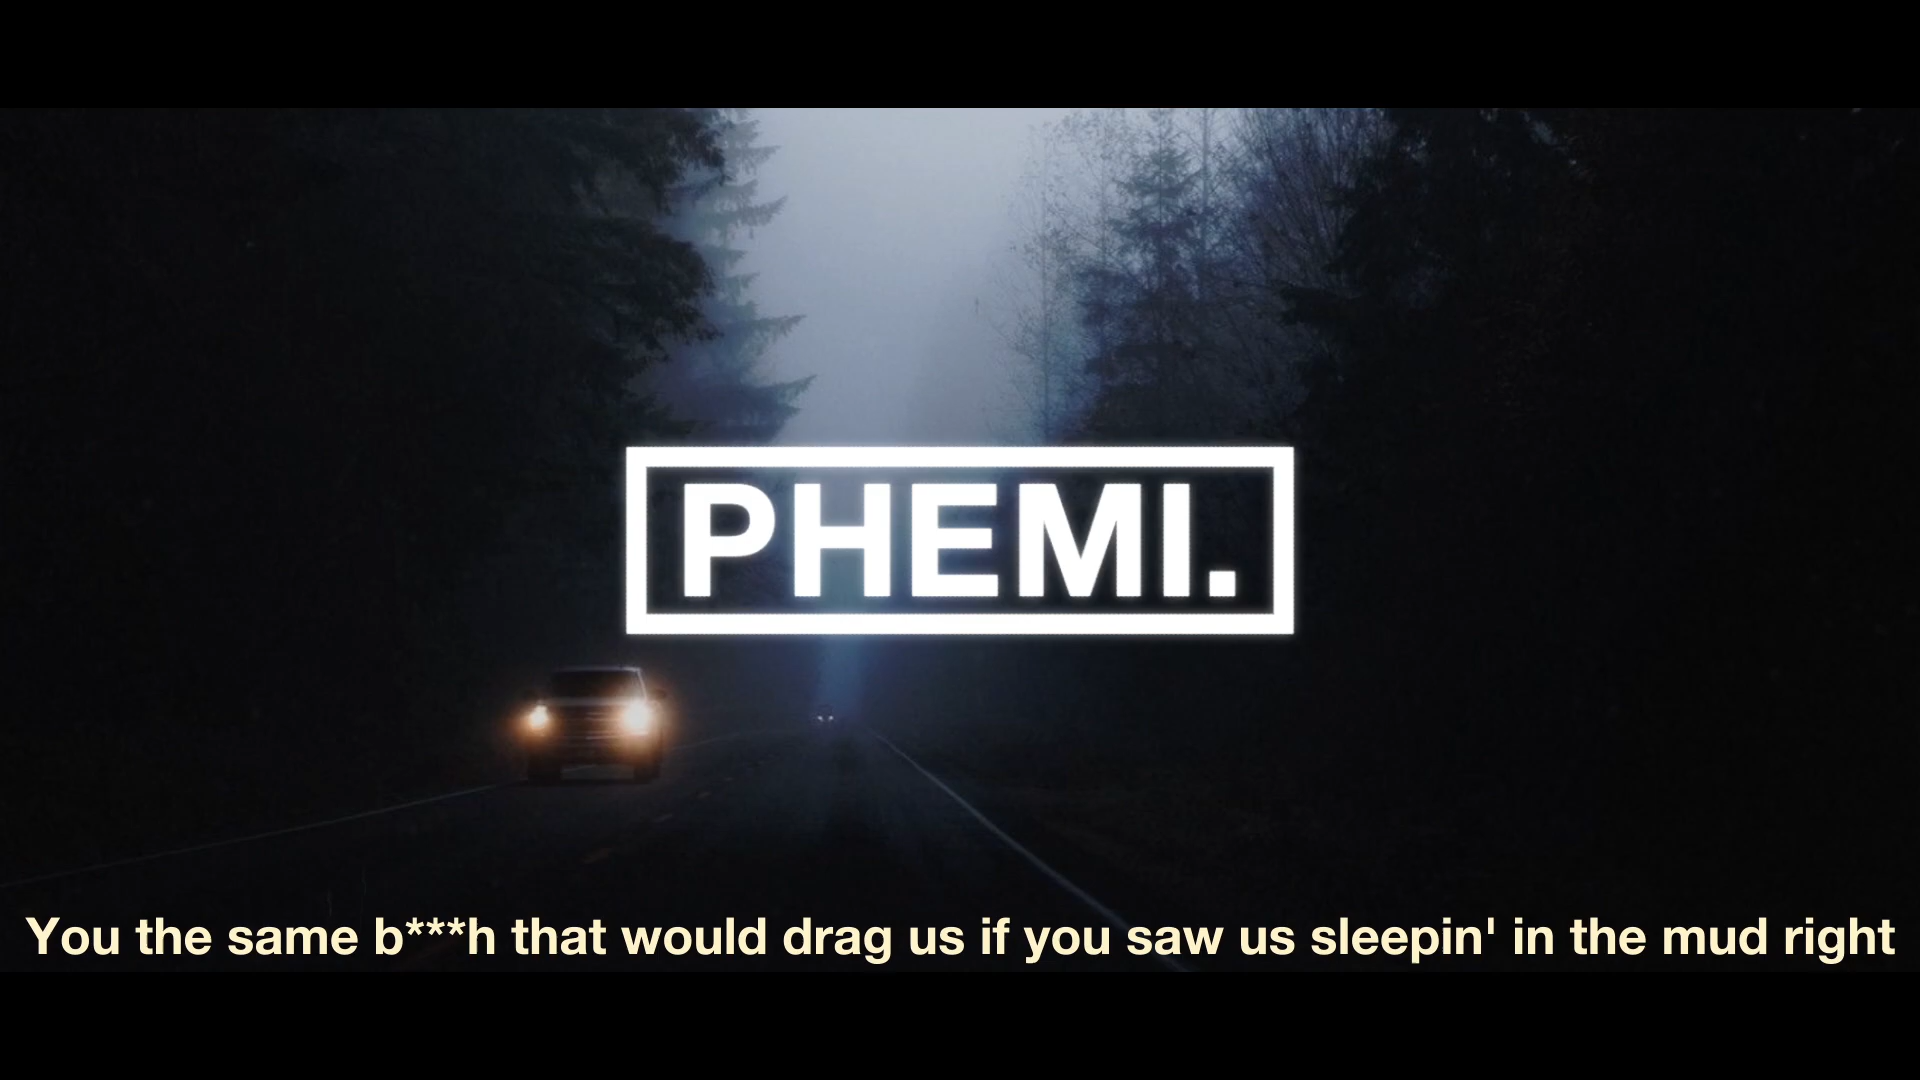 PHEMI.
You the same b***h that would drag us if you saw us sleepin' in the mud right